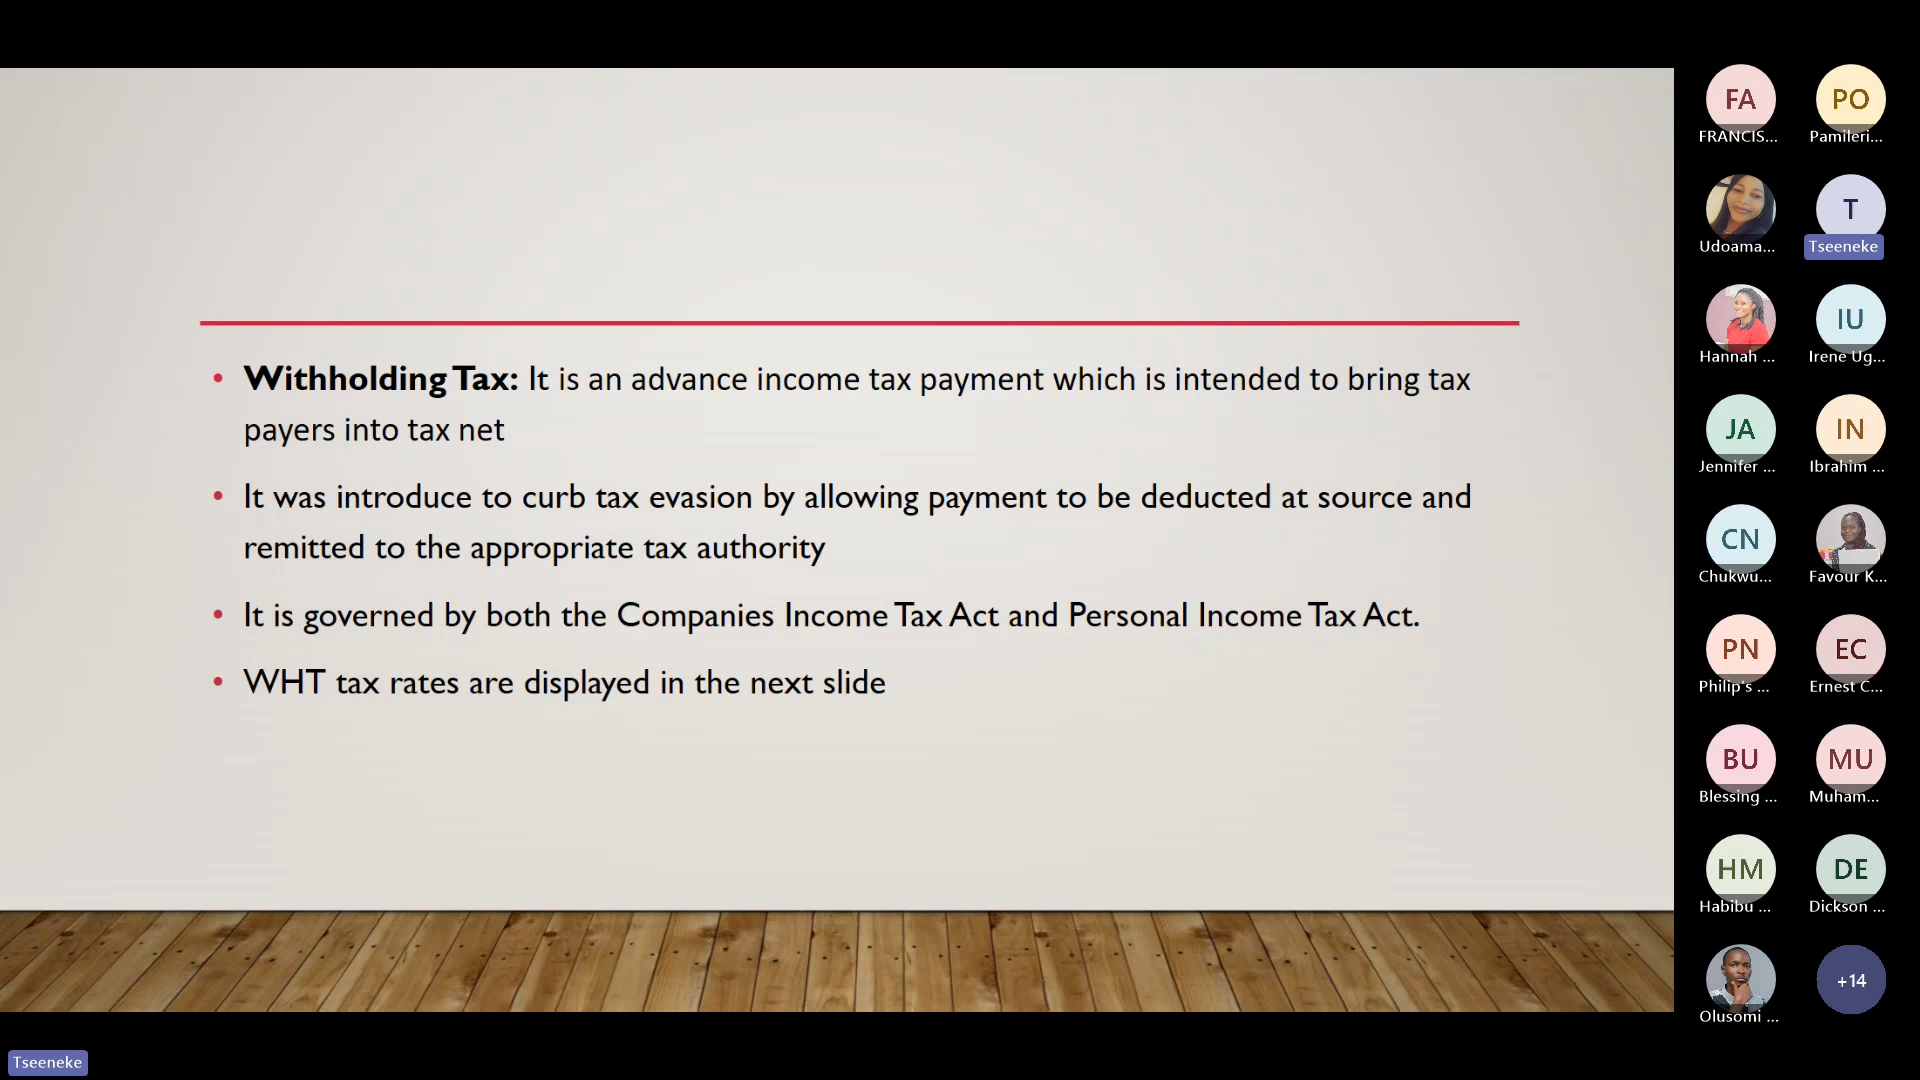 • Withholding Tax: It is an advance income tax payment which is intended to bring tax
payers into tax net
• It was introduce to curb tax evasion by allowing payment to be deducted at source and
remitted to the appropriate tax authority
• It is governed by both the Companies Income Tax Act and Personal Income Tax Act.
• WHT tax rates are displayed in the next slide
FA
FRANCIS...
PO
Pamileri...
Udoama...
T
Tseeneke
Hannah ...
IU
Irene Ug...
JA
Jennifer ...
IN
Ibrahim ...
CN
Chukwu...
Favour K...
PN
Philip's ...
EC
Ernest C...
BU
Blessing ...
MU
Muham...
HM
Habibu ...
DE
Dickson ...
Olusomi ...
+14
Tseeneke